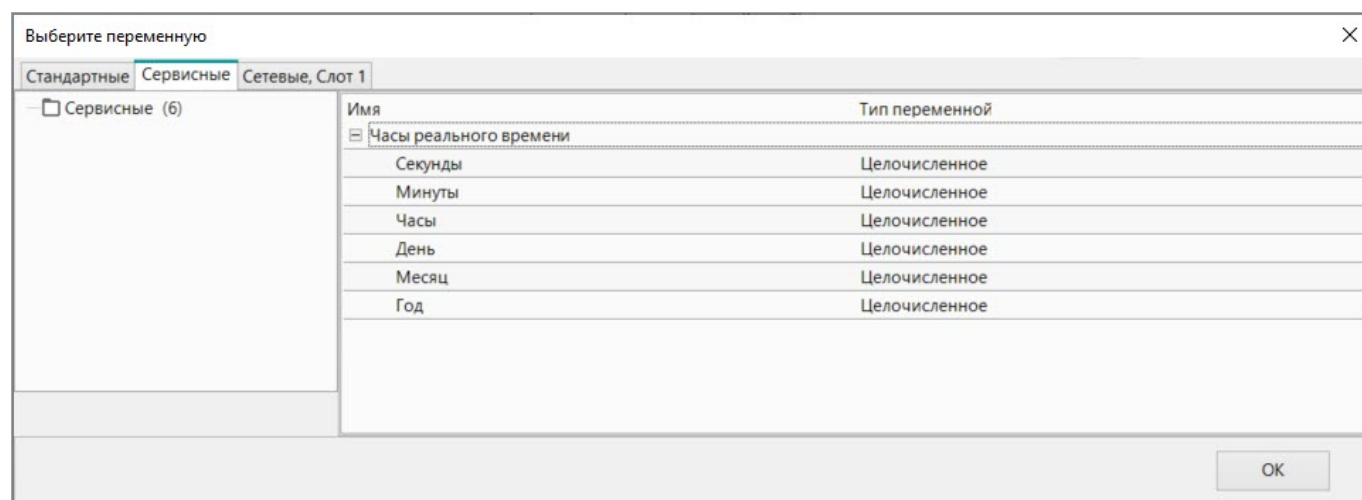 Выберите переменную
Стандартные Сервисные Сетевые, Слот 1
Сервисные (6)
Имя Тип переменной
Часы реального времени
Секунды Целочисленное
Минуты Целочисленное
Часы Целочисленное
День Целочисленное
Месяц Целочисленное
Год Целочисленное
OK